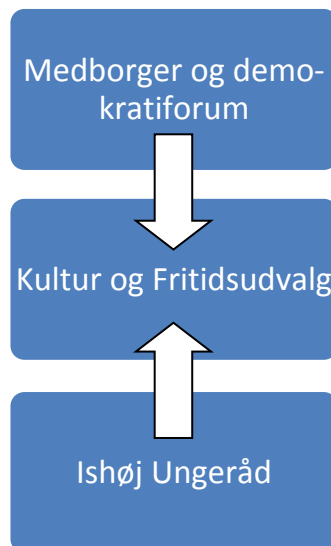 Medborger og demo-
kratiforum
Kultur og Fritidsudvalg
Ishøj Ungeråd